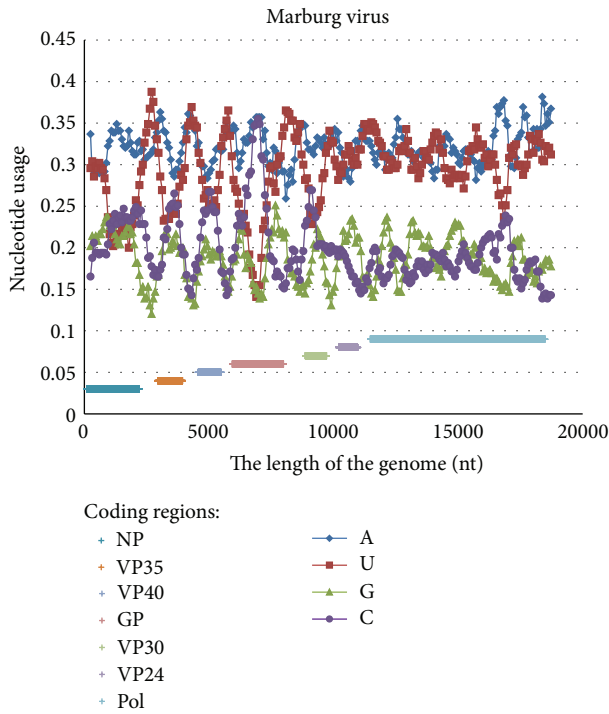 Marburg virus
0.45
0.4
0.35
0.3
0.25
0.2
0.15
0.1
0.05
0
Nucleotide usage
0 5000 10000 15000 20000
The length of the genome (nt)
Coding regions:
NP
VP35
VP40
GP
VP30
VP24
Pol
A
U
G
C